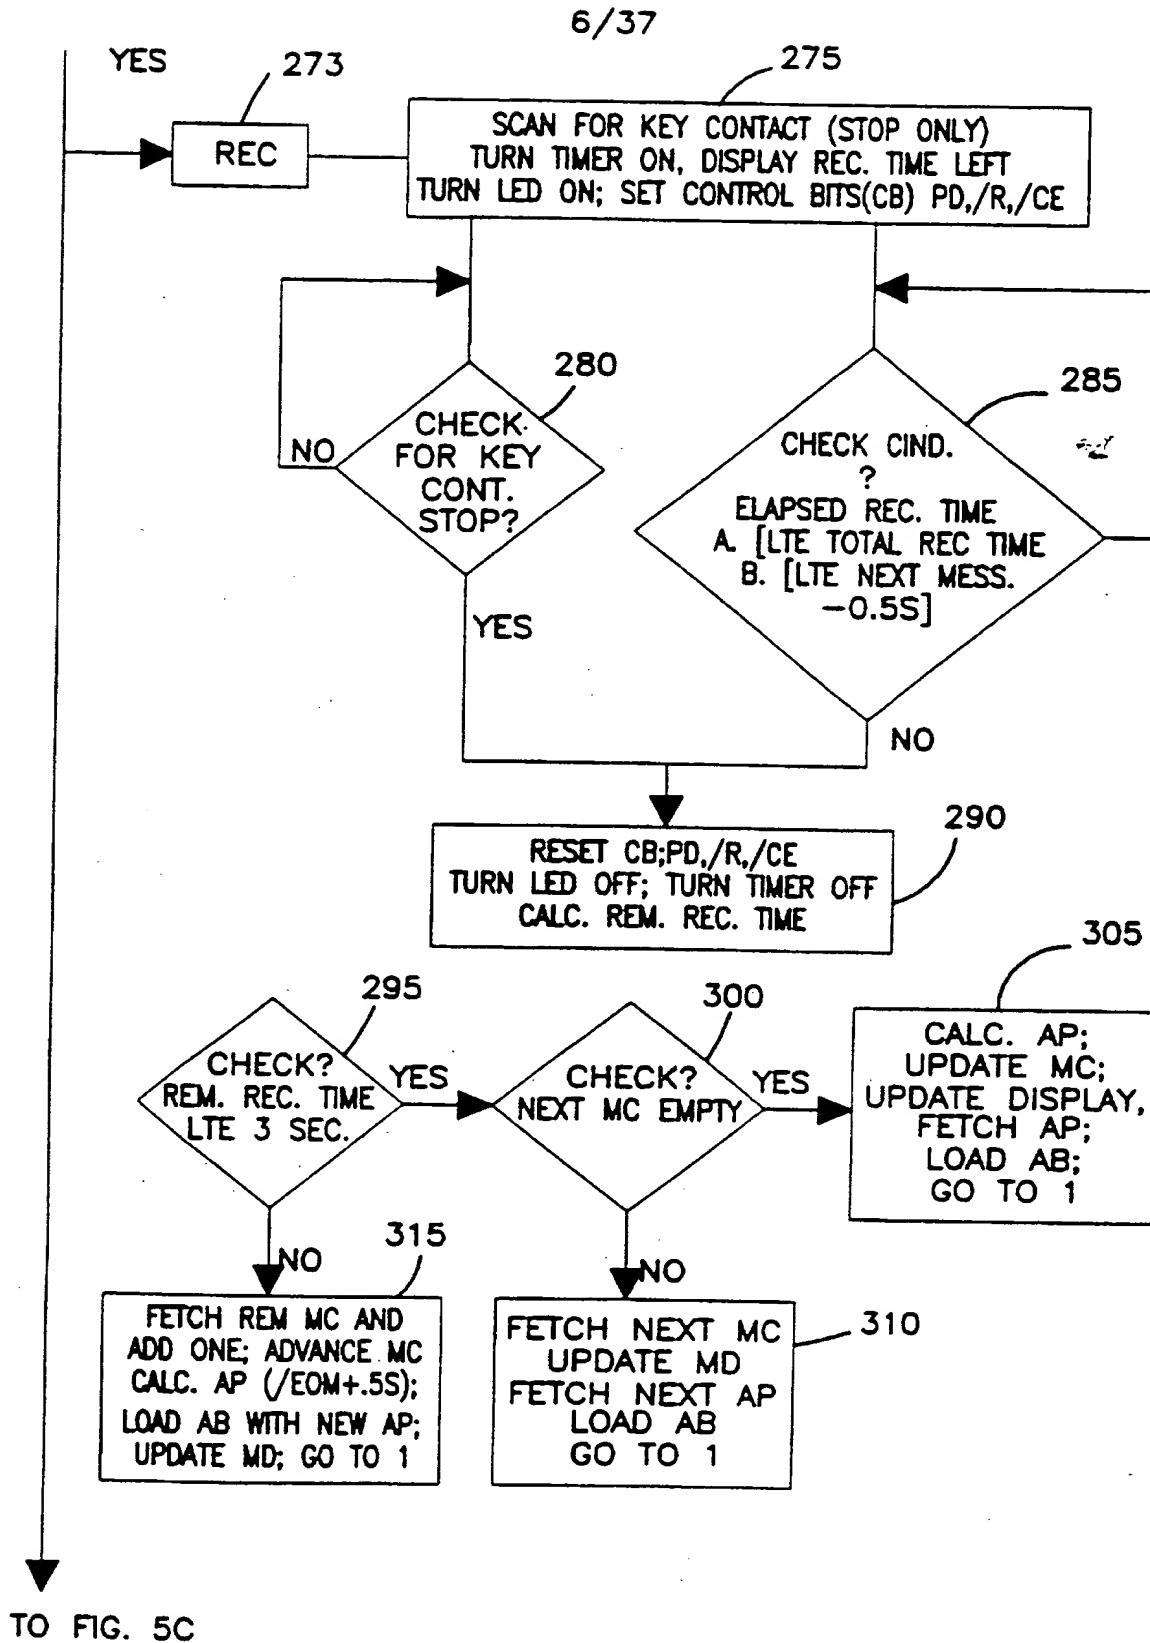 6/37
YES
273
275
REC
SCAN FOR KEY CONTACT (STOP ONLY)
TURN TIMER ON, DISPLAY REC. TIME LEFT
TURN LED ON; SET CONTROL BITS(CB) PD,/R,/CE
280
CHECK
FOR KEY
CONT.
STOP?
NO
YES
285
CHECK CIND.
?
ELAPSED REC. TIME
A. [LTE TOTAL REC TIME
B. [LTE NEXT MESS.
-0.5S]
NO
290
RESET CB;PD,/R,/CE
TURN LED OFF; TURN TIMER OFF
CALC. REM. REC. TIME
295
CHECK?
REM. REC. TIME
LTE 3 SEC.
YES
NO
300
CHECK?
NEXT MC EMPTY
YES
NO
305
CALC. AP;
UPDATE MC;
UPDATE DISPLAY,
FETCH AP;
LOAD AB;
GO TO 1
315
FETCH REM MC AND
ADD ONE; ADVANCE MC
CALC. AP (/EOM+.5S);
LOAD AB WITH NEW AP;
UPDATE MD; GO TO 1
310
FETCH NEXT MC
UPDATE MD
FETCH NEXT AP
LOAD AB
GO TO 1
TO FIG. 5C